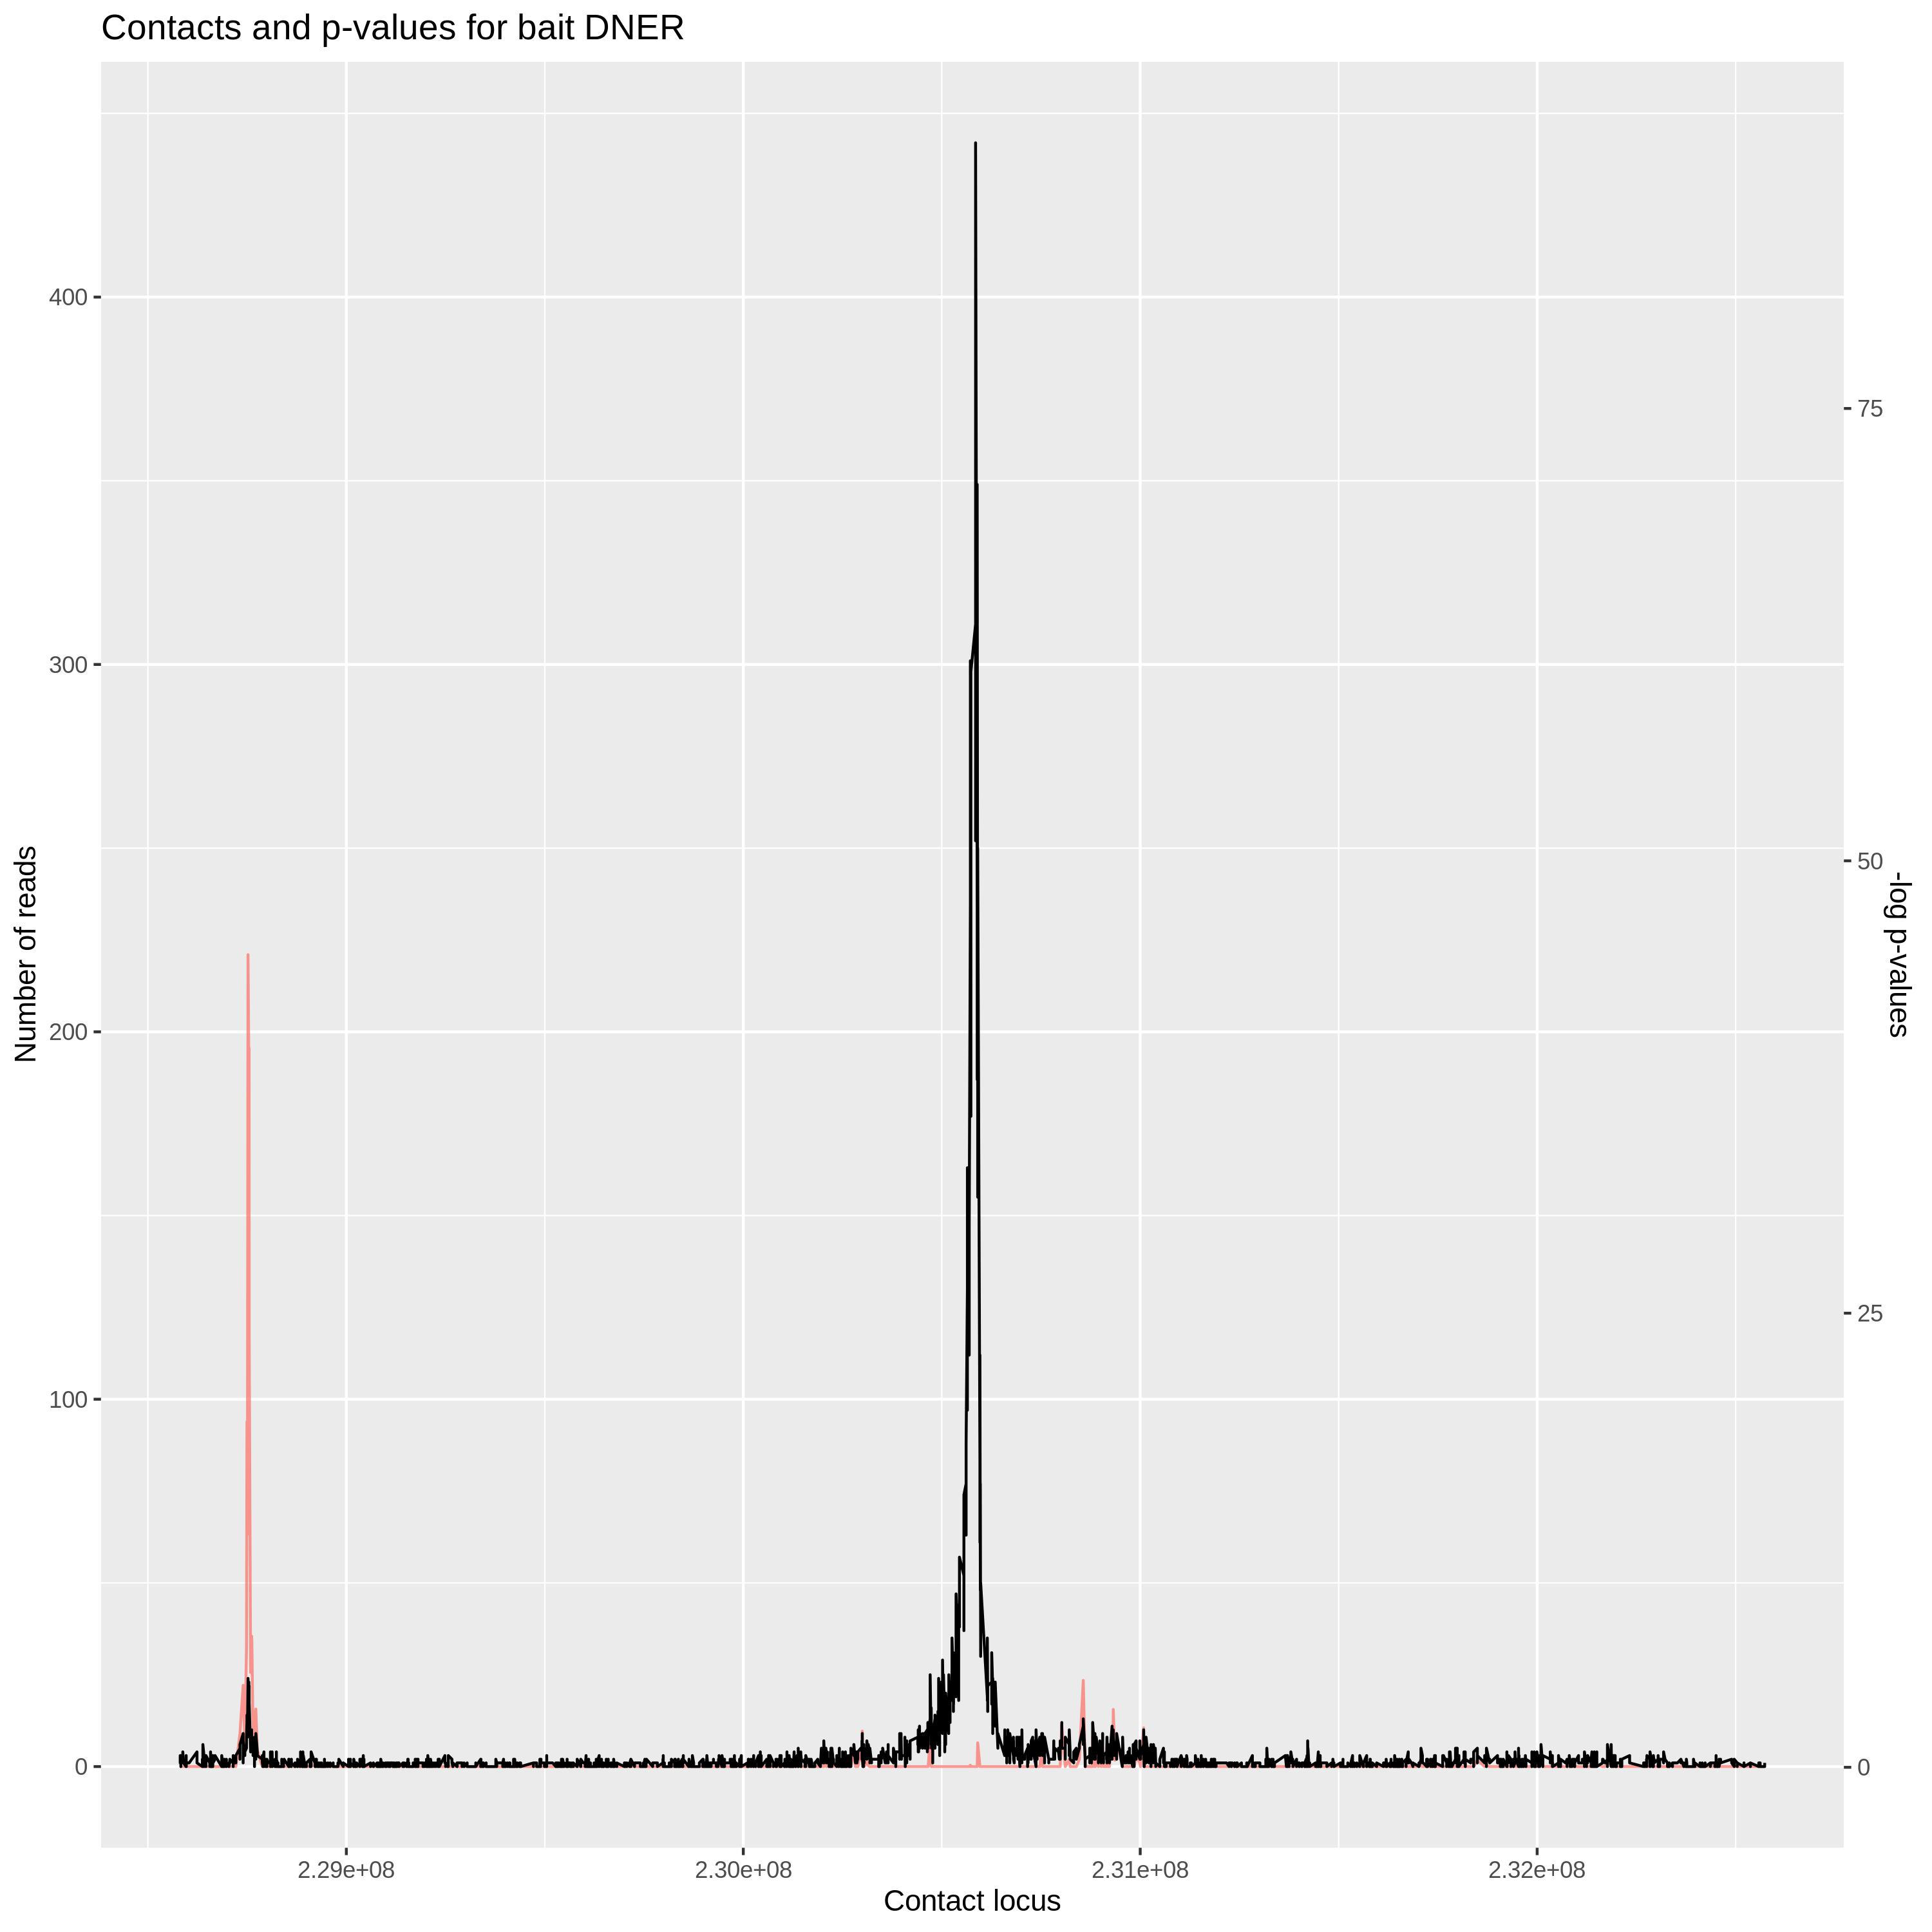 Contacts and p-values for bait DNER
Number of reads
400
300
200
100
0
75
50
25
0
-log p-values
2.29e+08 2.30e+08 2.31e+08 2.32e+08
Contact locus